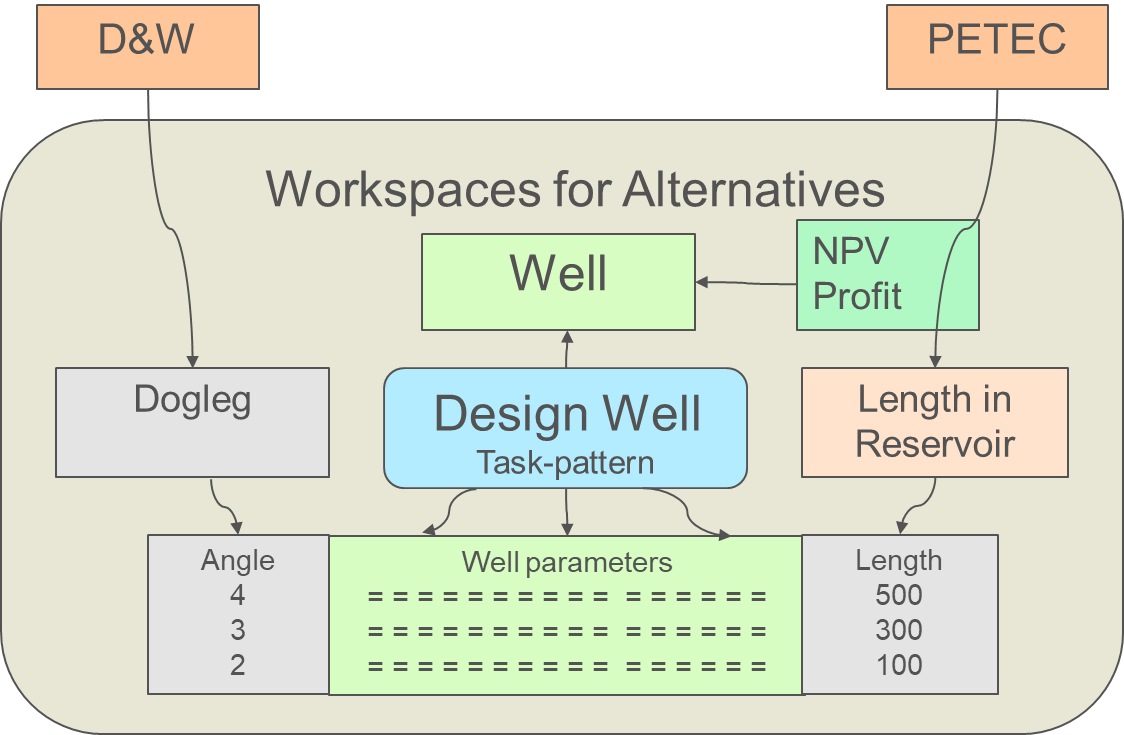 D&W
PETEC
Workspaces for Alternatives
Well
NPV
Profit
Dogleg
Design Well
Task-pattern
Length in
Reservoir
Angle
4
3
2
Well parameters
= = = = = = = = = = = = = = = =
= = = = = = = = = = = = = = = =
= = = = = = = = = = = = = = = =
Length
500
300
100